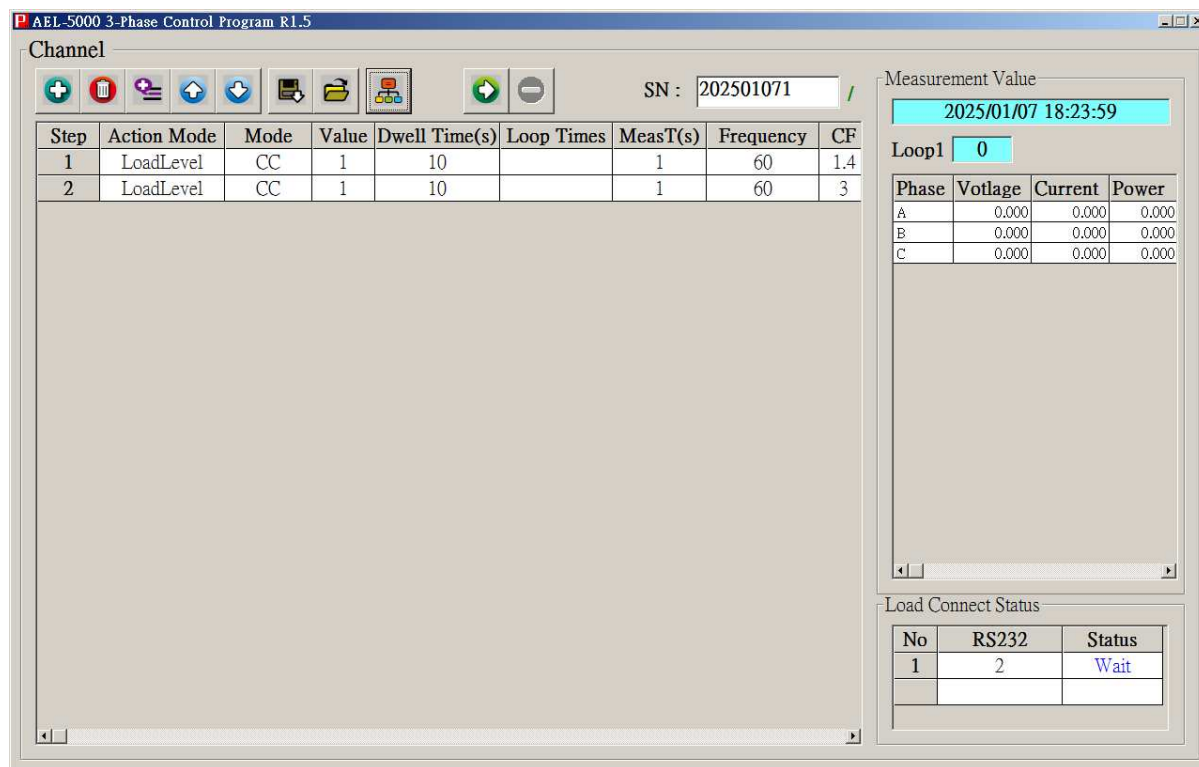 AEL-5000 3-Phase Control Program R1.5
Channel
SN : 202501071 /
Step Action Mode Mode Value Dwell Time(s) Loop Times MeasT(s) Frequency CF
1 LoadLevel CC 1 10 1 60 1.4
2 LoadLevel CC 1 10 1 60 3
Measurement Value
2025/01/07 18:23:59
Loop1 0
Phase Votlage Current Power
A 0.000 0.000 0.000
B 0.000 0.000 0.000
C 0.000 0.000 0.000
Load Connect Status
No RS232 Status
1 2 Wait